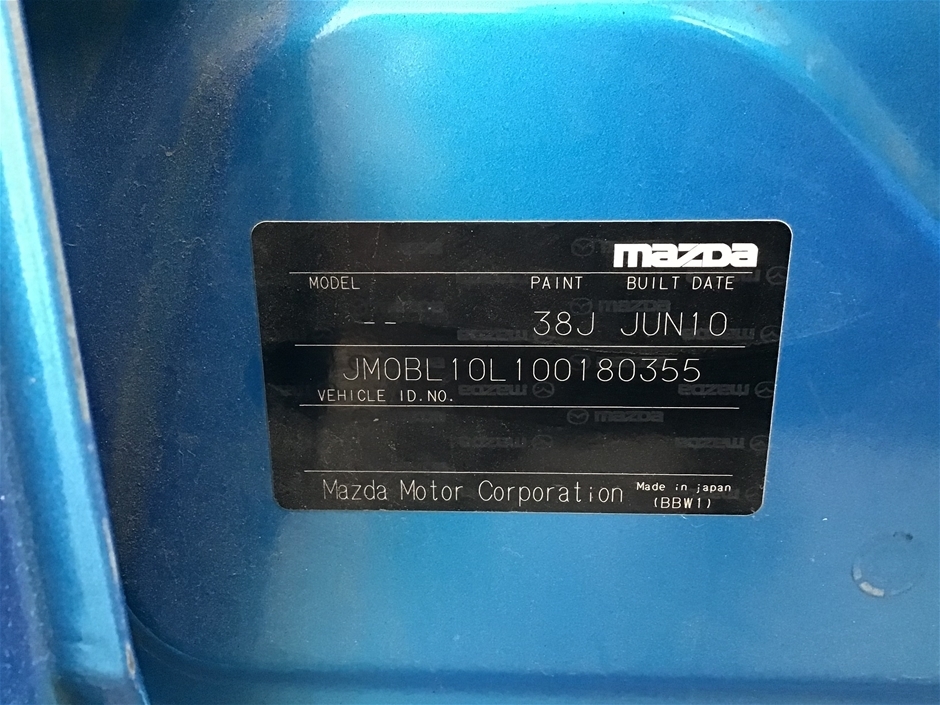 mazda
MODEL PAINT BUILT DATE
-- 38J JUN10
JM0BL10L100180355
VEHICLE ID.NO.
Mazda Motor Corporation Made in japan
(BBW1)